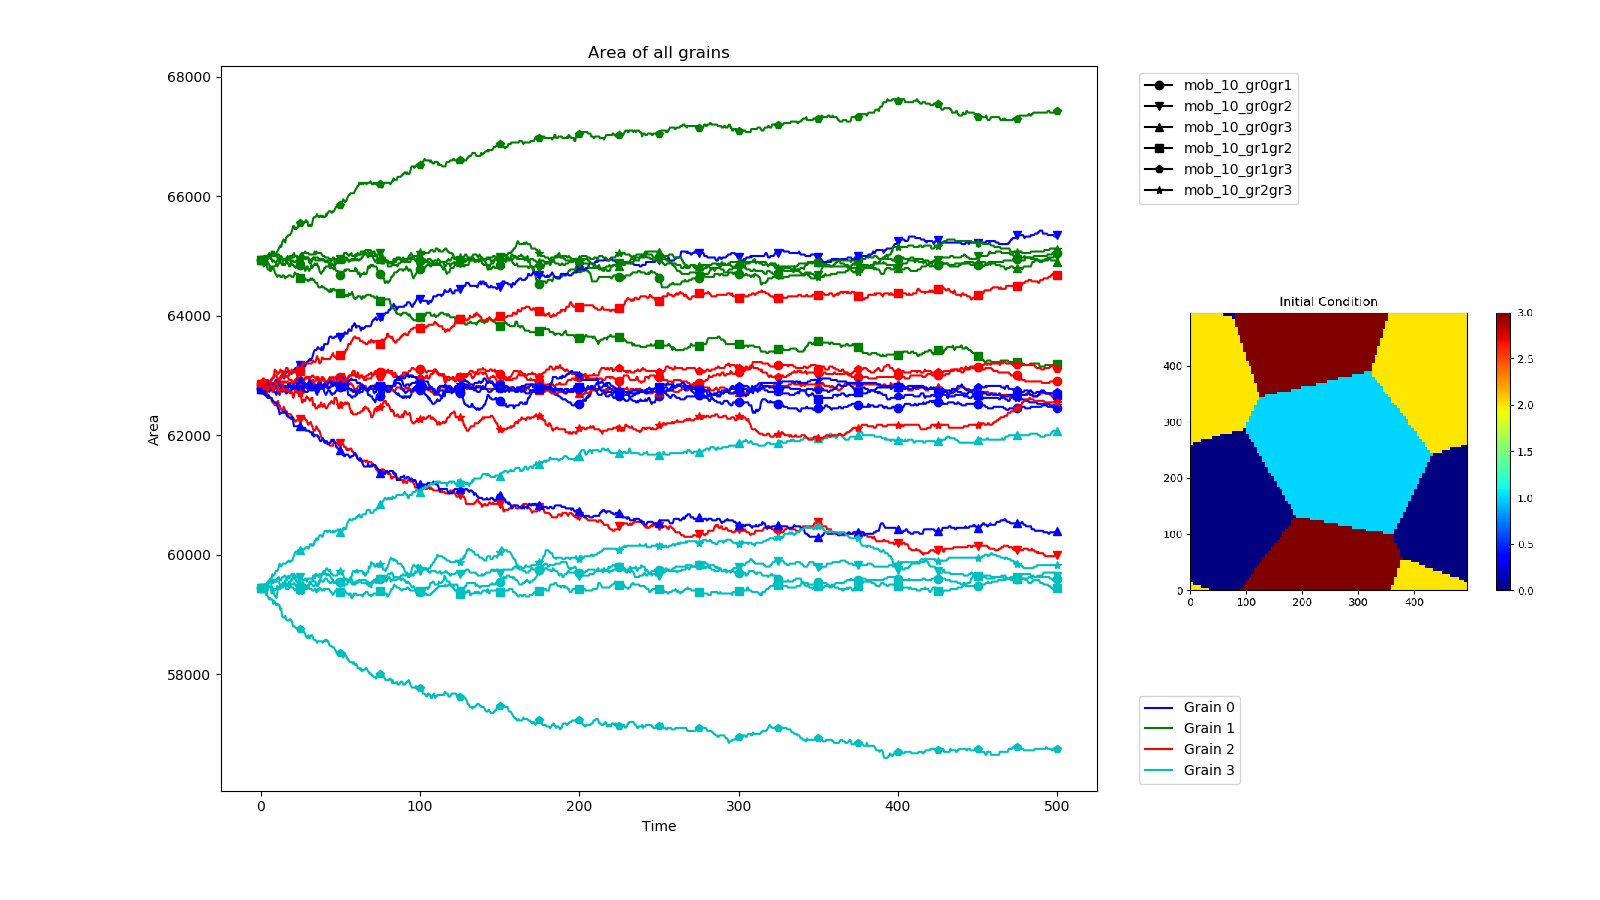 Area of all grains
68000
66000
64000
62000
60000
58000
Area
0
100
200
300
400
500
Time
mob_10_gr0gr1
mob_10_gr0gr2
mob_10_gr0gr3
mob_10_gr1gr2
mob_10_gr1gr3
mob_10_gr2gr3
Initial Condition
400
300
200
100
0
0
100
200
300
400
3.0
2.5
2.0
1.5
1.0
0.5
0.0
Grain 0
Grain 1
Grain 2
Grain 3